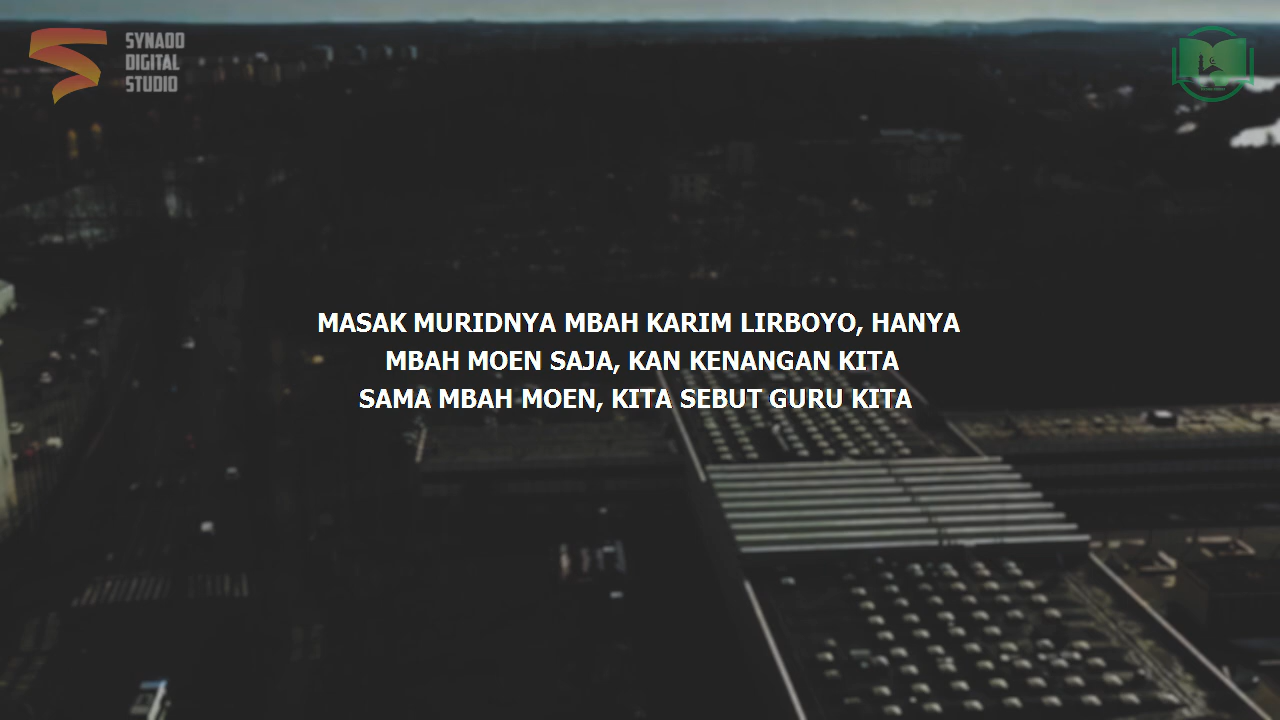 SYNADO
DIGITAL
STUDIO
MASAK MURIDNYA MBAH KARIM LIRBOYO, HANYA
MBAH MOEN SAJA, KAN KENANGAN KITA
SAMA MBAH MOEN, KITA SEBUT GURU KITA